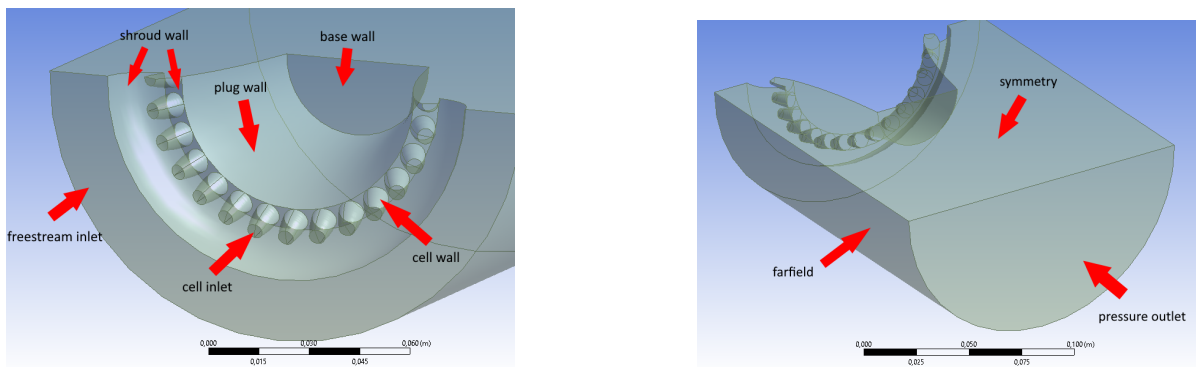 shroud wall
base wall
plug wall
freestream inlet
cell inlet
cell wall
0,000
0,030
0,060 (m)
0,015
0,045
symmetry
farfield
pressure outlet
0,000
0,050
0,100 (m)
0,025
0,075